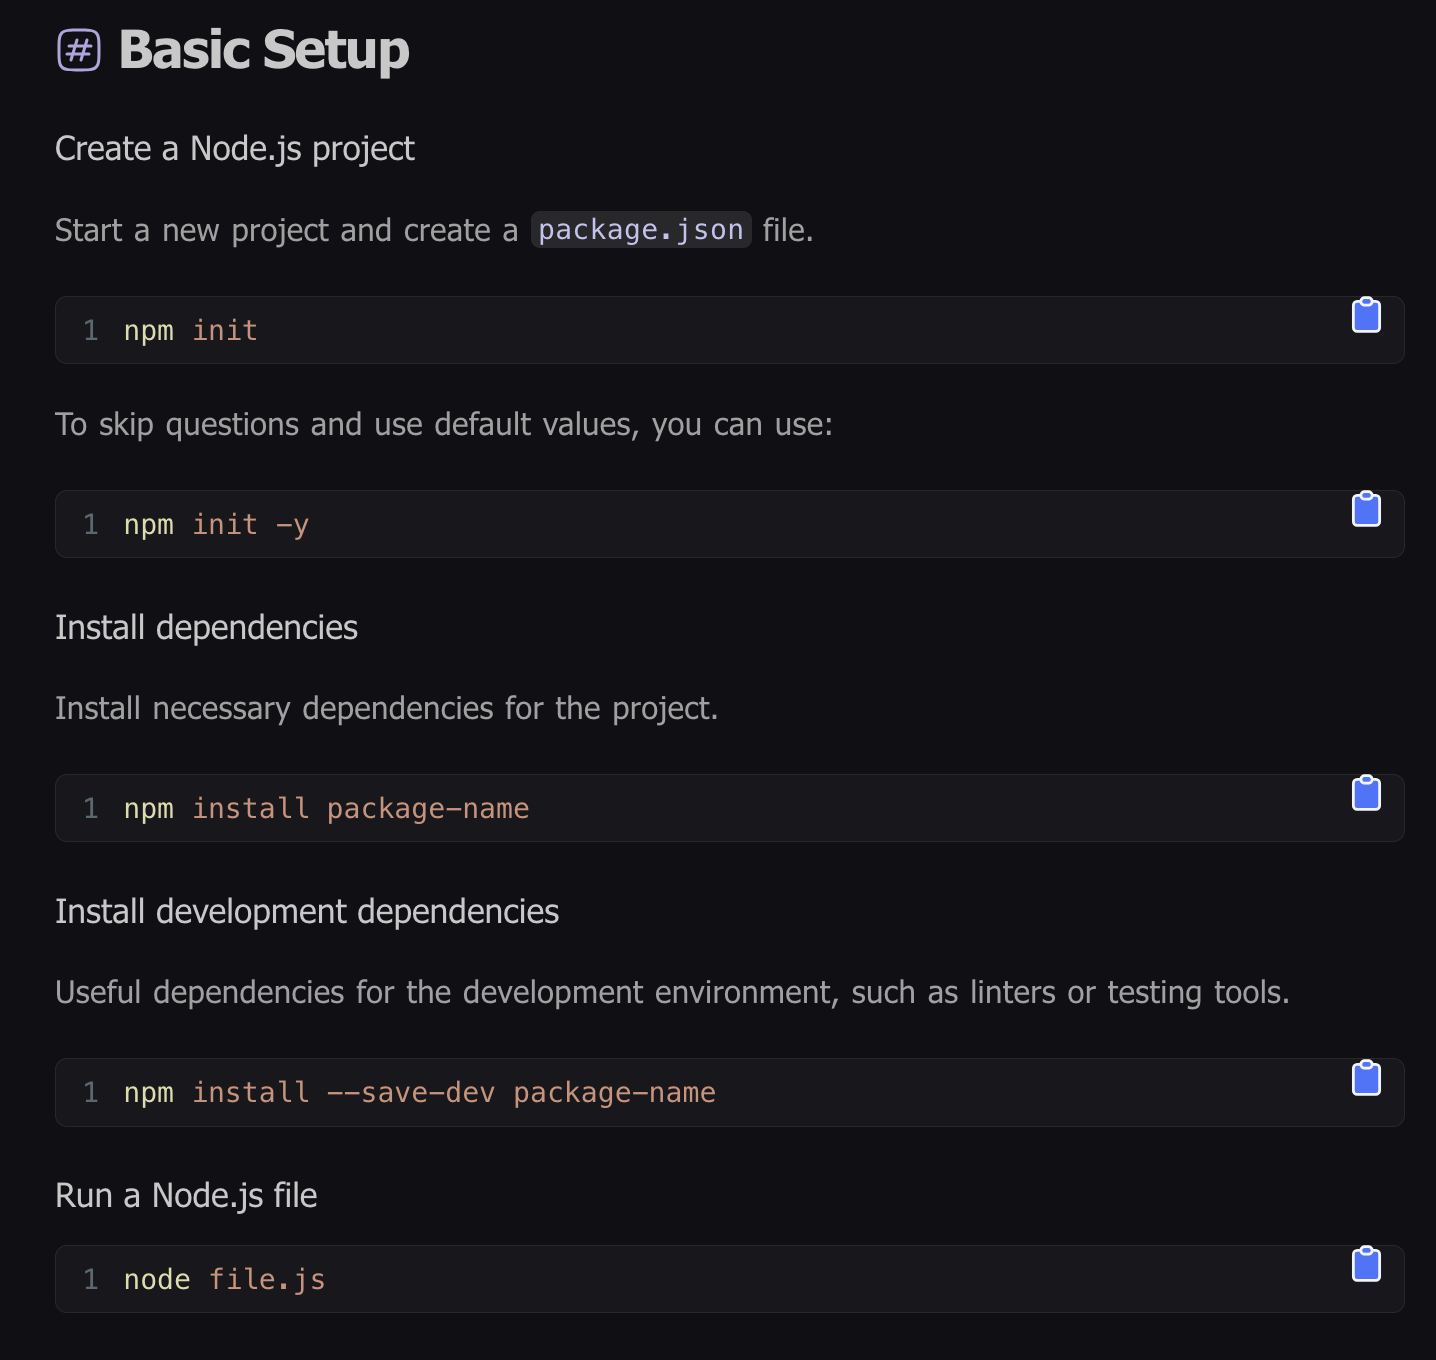 # Basic Setup
Create a Node.js project
Start a new project and create a package.json file.
1 npm init
To skip questions and use default values, you can use:
1 npm init -y
Install dependencies
Install necessary dependencies for the project.
1 npm install package-name
Install development dependencies
Useful dependencies for the development environment, such as linters or testing tools.
1 npm install --save-dev package-name
Run a Node.js file
1 node file.js